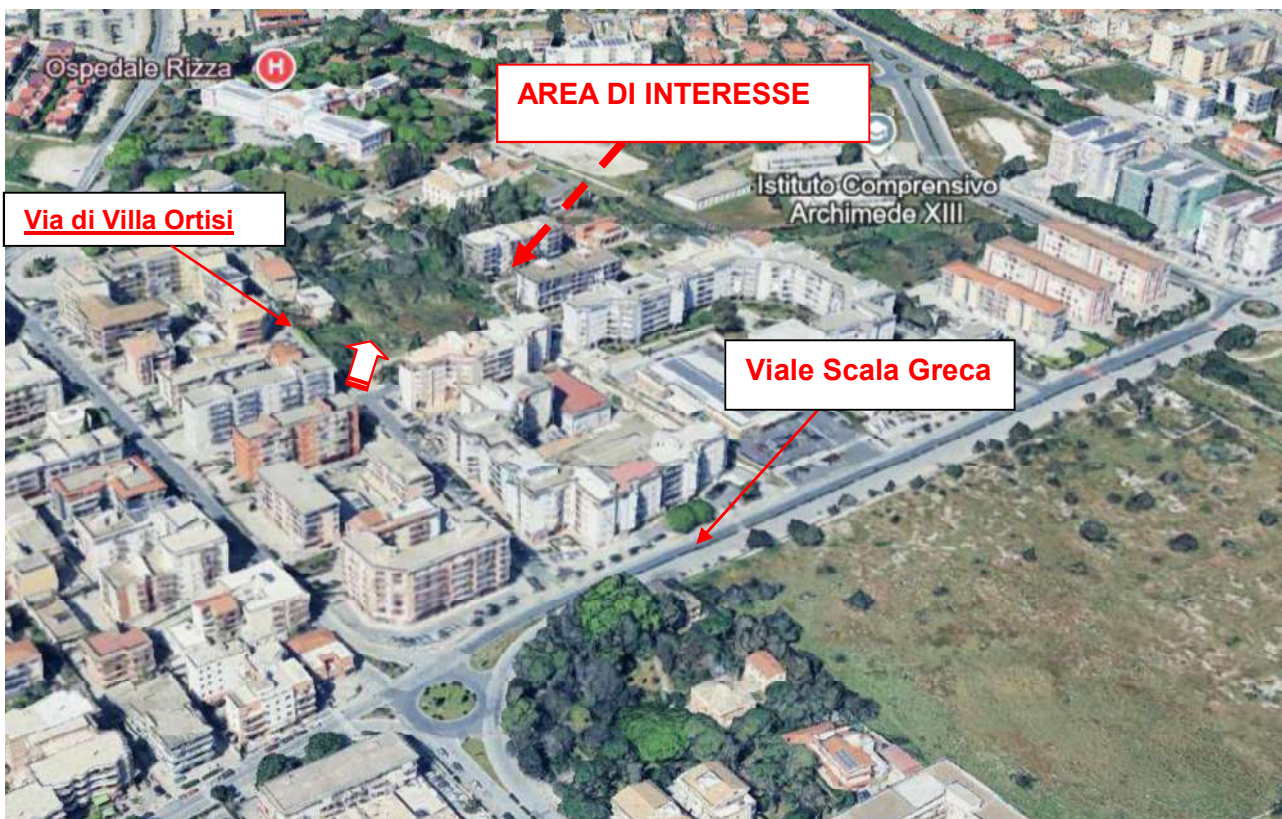 Ospedale Rizza
H
AREA DI INTERESSE
Istituto Comprensivo
Archimede XIII
Via di Villa Ortisi
Viale Scala Greca